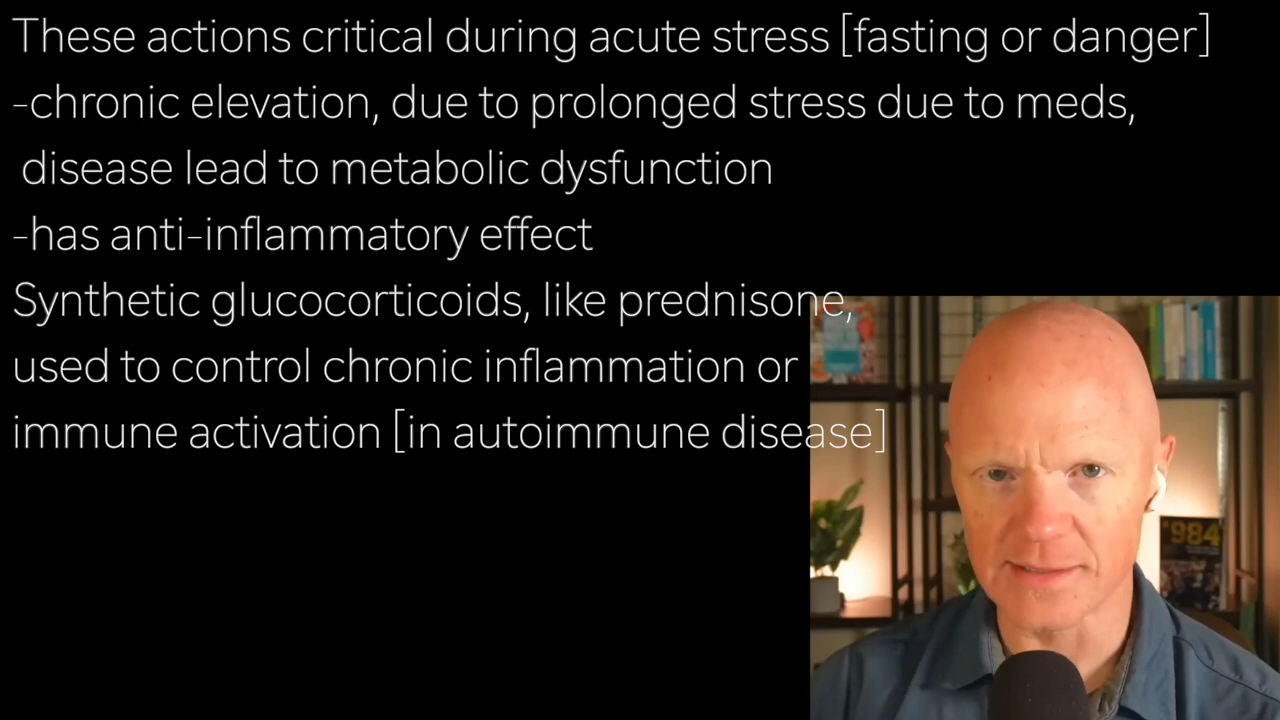 These actions critical during acute stress [fasting or danger]
-chronic elevation, due to prolonged stress due to meds,
disease lead to metabolic dysfunction
-has anti-inflammatory effect
Synthetic glucocorticoids, like prednisone,
used to control chronic inflammation or
immune activation [in autoimmune disease]
'984